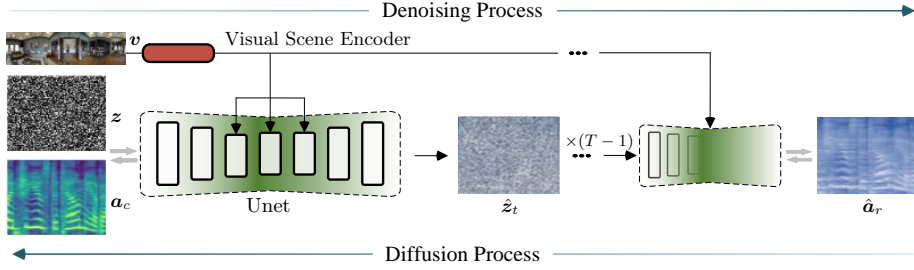 Denoising Process
v
Visual Scene Encoder
...
z
×(T − 1)
...
a_c
Unet
ẑ_t
â_r
Diffusion Process